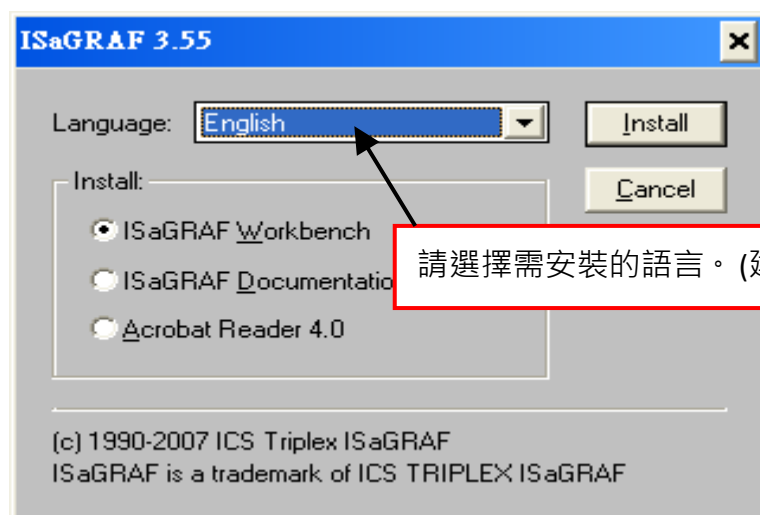 ISaGRAF 3.55
Language: English
Install
Cancel
Install:
ISaGRAF Workbench
ISaGRAF Documentatio
Acrobat Reader 4.0
請選擇需安裝的語言。(
(c) 1990-2007 ICS Triplex ISaGRAF
ISaGRAF is a trademark of ICS TRIPLEX ISaGRAF